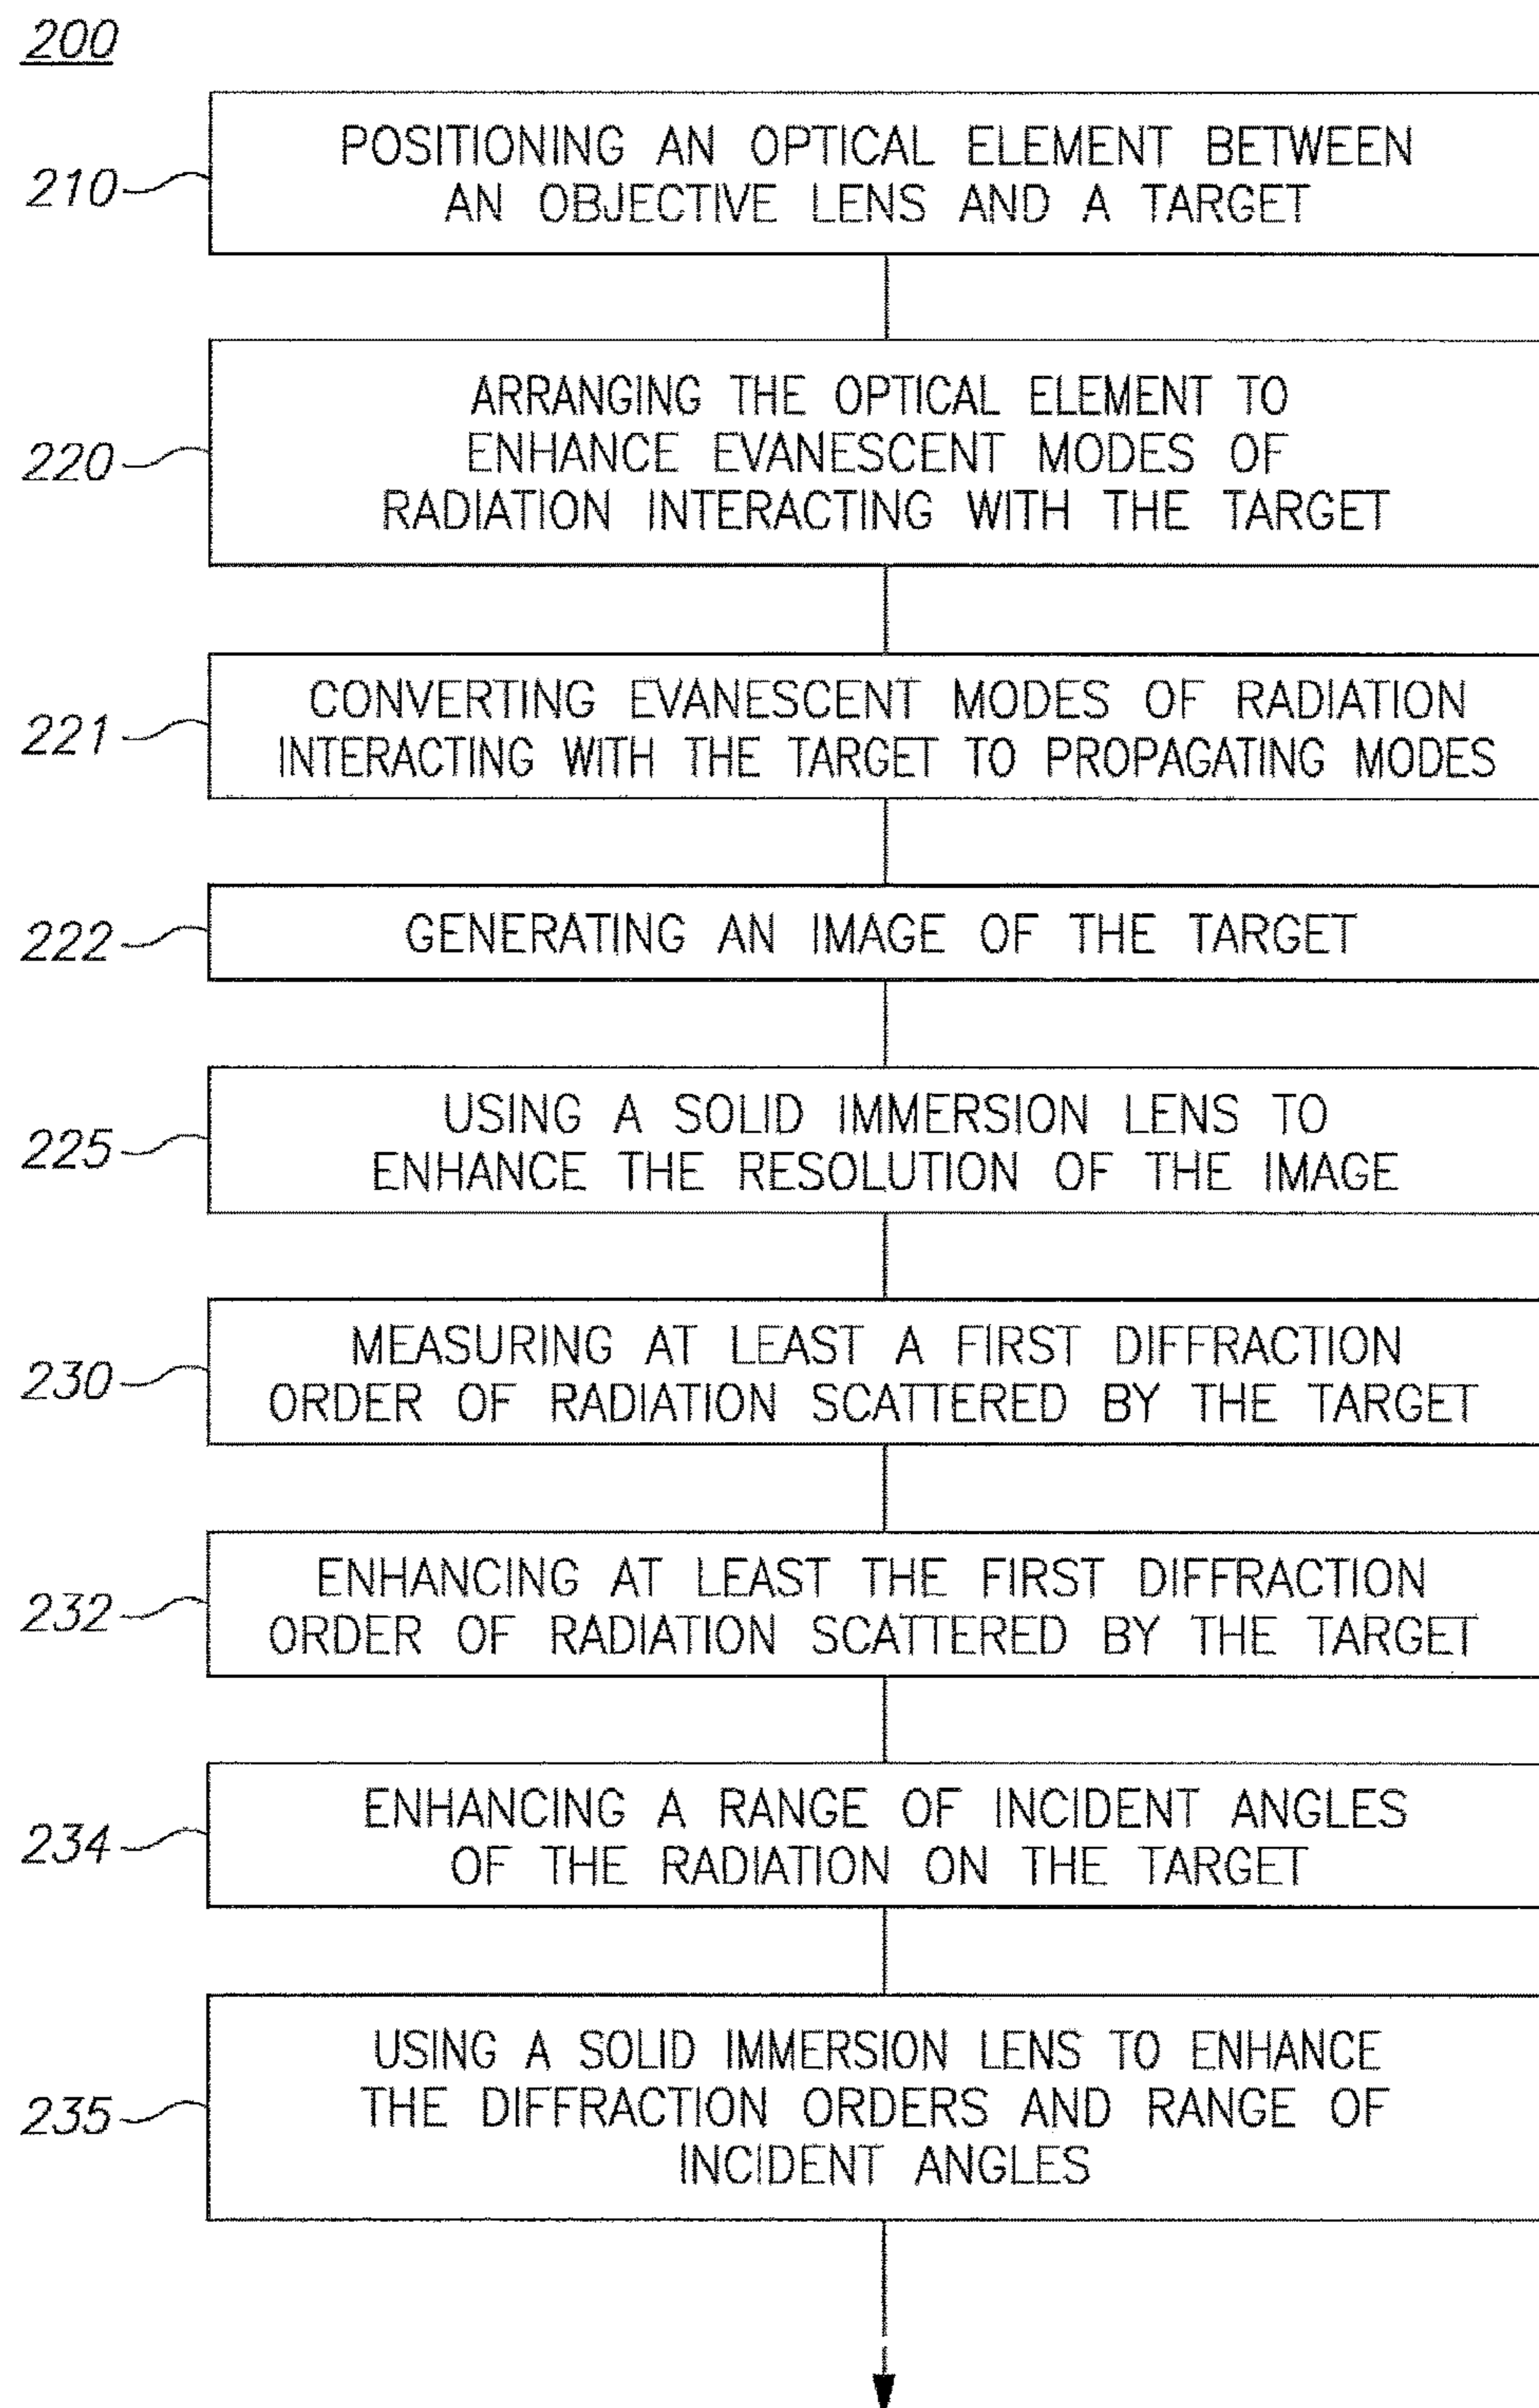 200
210
POSITIONING AN OPTICAL ELEMENT BETWEEN
AN OBJECTIVE LENS AND A TARGET
220
ARRANGING THE OPTICAL ELEMENT TO
ENHANCE EVANESCENT MODES OF
RADIATION INTERACTING WITH THE TARGET
221
CONVERTING EVANESCENT MODES OF RADIATION
INTERACTING WITH THE TARGET TO PROPAGATING MODES
222
GENERATING AN IMAGE OF THE TARGET
225
USING A SOLID IMMERSION LENS TO
ENHANCE THE RESOLUTION OF THE IMAGE
230
MEASURING AT LEAST A FIRST DIFFRACTION
ORDER OF RADIATION SCATTERED BY THE TARGET
232
ENHANCING AT LEAST THE FIRST DIFFRACTION
ORDER OF RADIATION SCATTERED BY THE TARGET
234
ENHANCING A RANGE OF INCIDENT ANGLES
OF THE RADIATION ON THE TARGET
235
USING A SOLID IMMERSION LENS TO ENHANCE
THE DIFFRACTION ORDERS AND RANGE OF
INCIDENT ANGLES